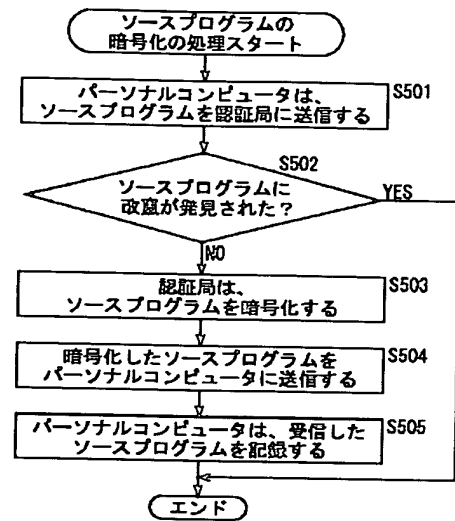 ソースプログラムの
暗号化の処理スタート
S501
パーソナルコンピュータは、
ソースプログラムを認証局に送信する
S502
ソースプログラムに
改竄が発見された?
YES
NO
S503
認証局は、
ソースプログラムを暗号化する
S504
暗号化したソースプログラムを
パーソナルコンピュータに送信する
S505
パーソナルコンピュータは、受信した
ソースプログラムを記録する
エンド